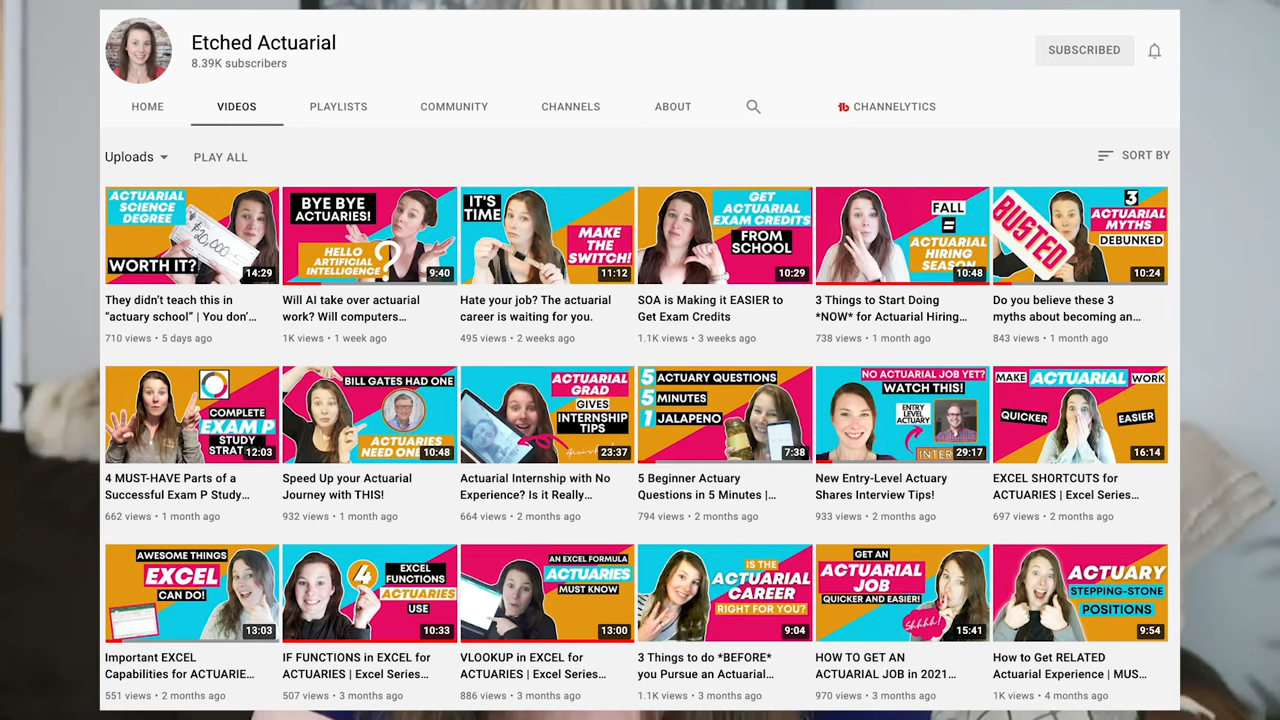 Etched Actuarial
8.39K subscribers
SUBSCRIBED
HOME
VIDEOS
PLAYLISTS
COMMUNITY
CHANNELS
ABOUT
CHANNELYTICS
Uploads
PLAY ALL
SORT BY
ACTUARIAL
SCIENCE
DEGREE
$20,000
WORTH IT?
14:29
BYE BYE
ACTUARIES!
HELLO
ARTIFICIAL
INTELLIGENCE
?
9:40
IT'S
TIME
MAKE
THE
SWITCH!
11:12
GET
ACTUARIAL
EXAM CREDITS
FROM
SCHOOL
10:29
FALL
=
ACTUARIAL
HIRING
SEASON
10:48
BUSTED
3
ACTUARIAL
MYTHS
DEBUNKED
10:24
They didn't teach this in
“actuary school” | You don'...
710 views • 5 days ago
Will AI take over actuarial
work? Will computers...
1K views • 1 week ago
Hate your job? The actuarial
career is waiting for you.
495 views • 2 weeks ago
SOA is Making it EASIER to
Get Exam Credits
1.1K views • 3 weeks ago
3 Things to Start Doing
*NOW* for Actuarial Hiring...
738 views • 1 month ago
Do you believe these 3
myths about becoming an...
843 views • 1 month ago
COMPLETE
EXAM P
STUDY
12:03
BILL GATES HAD ONE
ACTUARIES
NEED ONE
10:48
ACTUARIAL
GRAD
GIVES
INTERNSHIP
TIPS
23:37
5 ACTUARY QUESTIONS
5 MINUTES
1 JALAPENO
7:38
NO ACTUARIAL JOB YET?
WATCH THIS!
ENTRY
LEVEL
ACTUARY
29:17
MAKE ACTUARIAL WORK
QUICKER
EASIER
16:14
4 MUST-HAVE Parts of a
Successful Exam P Study...
662 views • 1 month ago
Speed Up your Actuarial
Journey with THIS!
932 views • 1 month ago
Actuarial Internship with No
Experience? Is it Really...
664 views • 2 months ago
5 Beginner Actuary
Questions in 5 Minutes |...
794 views • 2 months ago
New Entry-Level Actuary
Shares Interview Tips!
933 views • 2 months ago
EXCEL SHORTCUTS for
ACTUARIES | Excel Series...
697 views • 2 months ago
AWESOME THINGS
EXCEL
CAN DO!
13:03
4
EXCEL
FUNCTIONS
ACTUARIES
USE
10:33
AN EXCEL FORMULA
ACTUARIES
MUST KNOW
13:00
IS THE
ACTUARIAL
CAREER
RIGHT FOR YOU?
9:04
GET AN
ACTUARIAL
JOB
QUICKER AND EASIER!
Shhhh!
15:41
ACTUARY
STEPPING-STONE
POSITIONS
9:54
Important EXCEL
Capabilities for ACTUARIE...
551 views • 2 months ago
IF FUNCTIONS in EXCEL for
ACTUARIES | Excel Series...
507 views • 3 months ago
VLOOKUP in EXCEL for
ACTUARIES | Excel Series...
886 views • 3 months ago
3 Things to do *BEFORE*
you Pursue an Actuarial...
1.1K views • 3 months ago
HOW TO GET AN
ACTUARIAL JOB in 2021...
970 views • 3 months ago
How to Get RELATED
Actuarial Experience | MUS...
1K views • 4 months ago